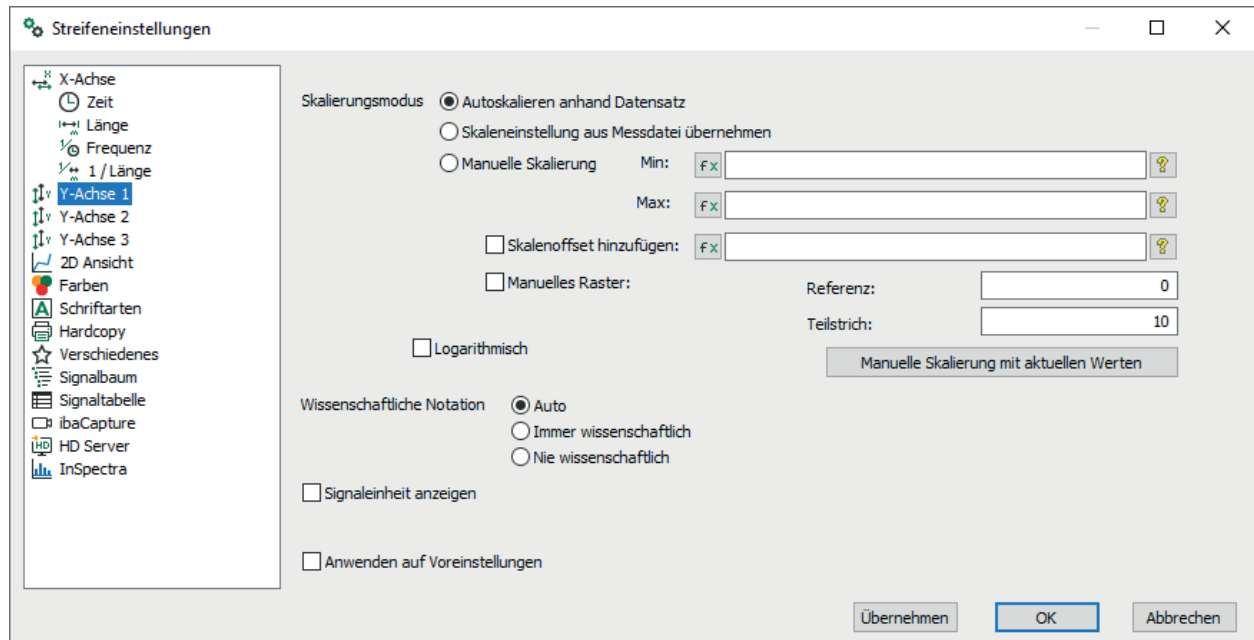 Streifeneinstellungen
X-Achse
Zeit
Länge
Frequenz
1 / Länge
Y-Achse 1
Y-Achse 2
Y-Achse 3
2D Ansicht
Farben
Schriftarten
Hardcopy
Verschiedenes
Signalbaum
Signaltabelle
ibaCapture
HD Server
InSpectra
Skalierungsmodus Autoskalieren anhand Datensatz
Skaleneinstellung aus Messdatei übernehmen
Manuelle Skalierung Min: fx ?
Max: fx ?
Skalenoffset hinzufügen: fx ?
Manuelles Raster: Referenz: 0
Teilstrich: 10
Logarithmisch Manuelle Skalierung mit aktuellen Werten
Wissenschaftliche Notation Auto
Immer wissenschaftlich
Nie wissenschaftlich
Signaleinheit anzeigen
Anwenden auf Voreinstellungen
Übernehmen OK Abbrechen